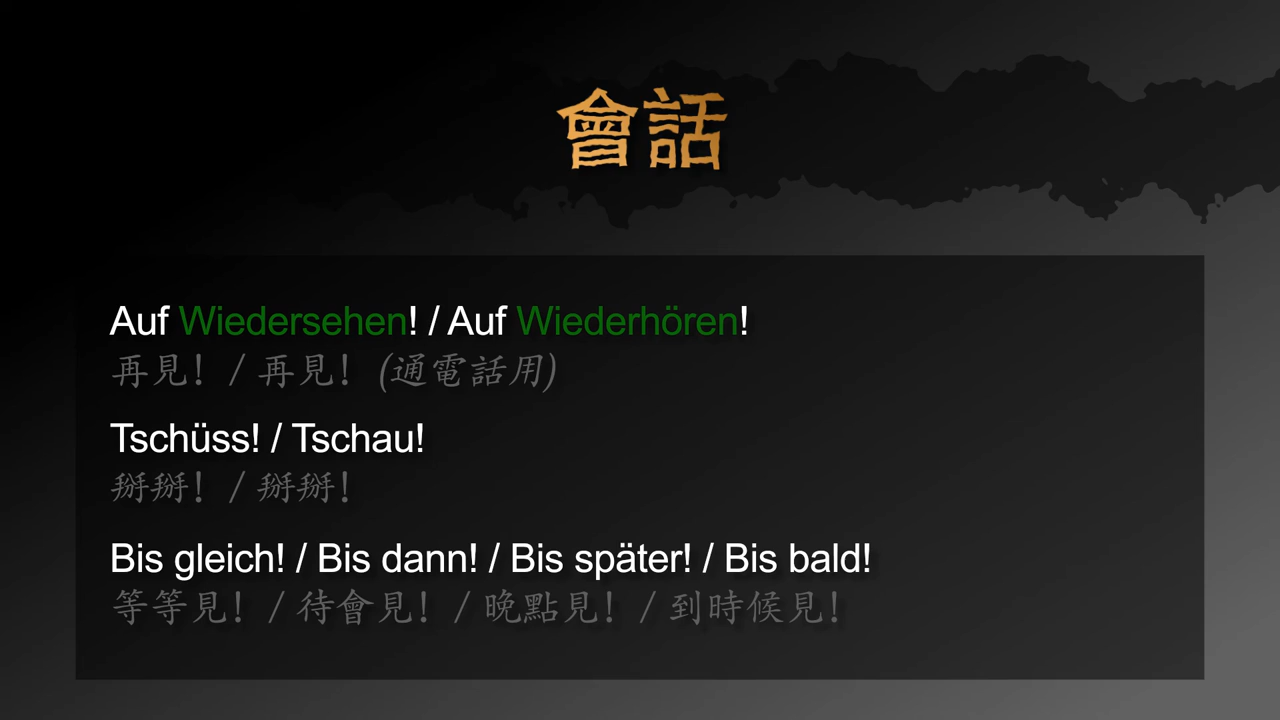 會話
Auf Wiedersehen! / Auf Wiederhören!
再見! / 再見! (通電話用)
Tschüss! / Tschau!
掰掰! / 掰掰!
Bis gleich! / Bis dann! / Bis später! / Bis bald!
等等見! / 待會見! / 晚點見! / 到時候見!